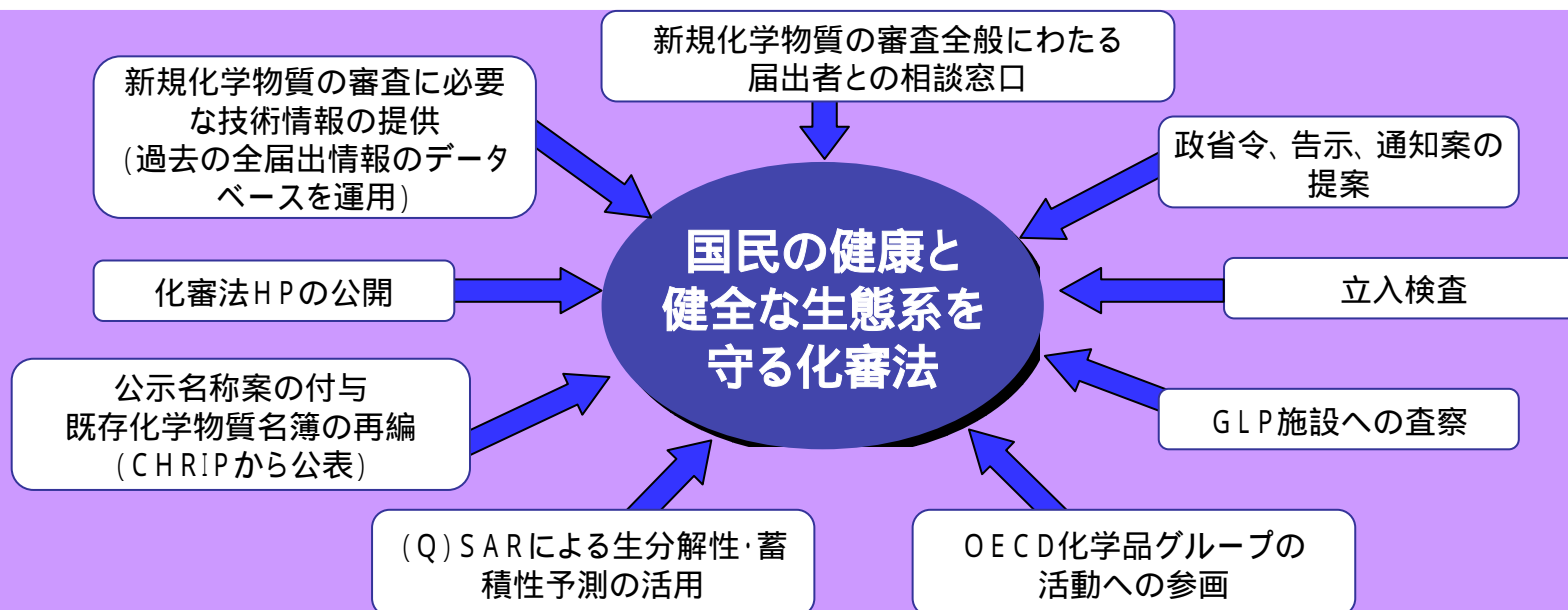 新規化学物質の審査全般にわたる
届出者との相談窓口
新規化学物質の審査に必要
な技術情報の提供
(過去の全届出情報のデータ
ベースを運用)
政省令、告示、通知案の
提案
国民の健康と
健全な生態系を
守る化審法
化審法HPの公開
立入検査
公示名称案の付与
既存化学物質名簿の再編
(CHRIPから公表)
GLP施設への査察
(Q)SARによる生分解性・蓄
積性予測の活用
OECD化学品グループの
活動への参画